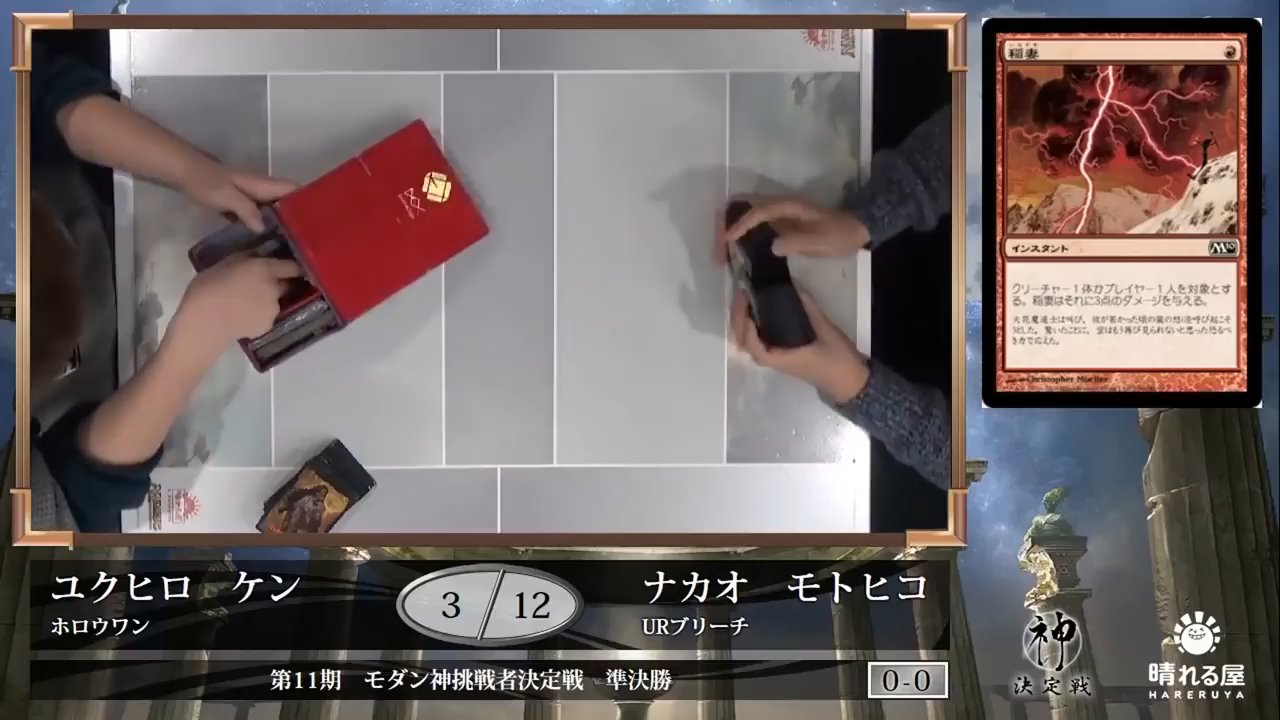 稲妻
インスタント
M10
クリーチャー1体かプレイヤー1人を対象とす
る。稲妻はそれに3点のダメージを与える。
Christopher Moeller
ユクヒロ ケン
ホロウワン
3/12
ナカオ モトヒコ
URブリーチ
第11期 モダン神挑戦者決定戦 準決勝
0-0
神
決定戦
晴れる屋
HARERUYA